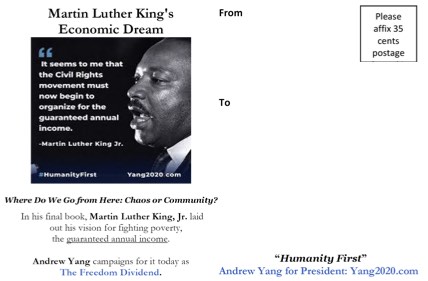 Martin Luther King's
Economic Dream
“
It seems to me that
the Civil Rights
movement must
now begin to
organize for the
guaranteed annual
income.
-Martin Luther King Jr.
#HumanityFirst Yang2020.com
Where Do We Go from Here: Chaos or Community?
In his final book, Martin Luther King, Jr. laid
out his vision for fighting poverty,
the guaranteed annual income.
Andrew Yang campaigns for it today as
The Freedom Dividend.
From
Please
affix 35
cents
postage
To
“Humanity First”
Andrew Yang for President: Yang2020.com